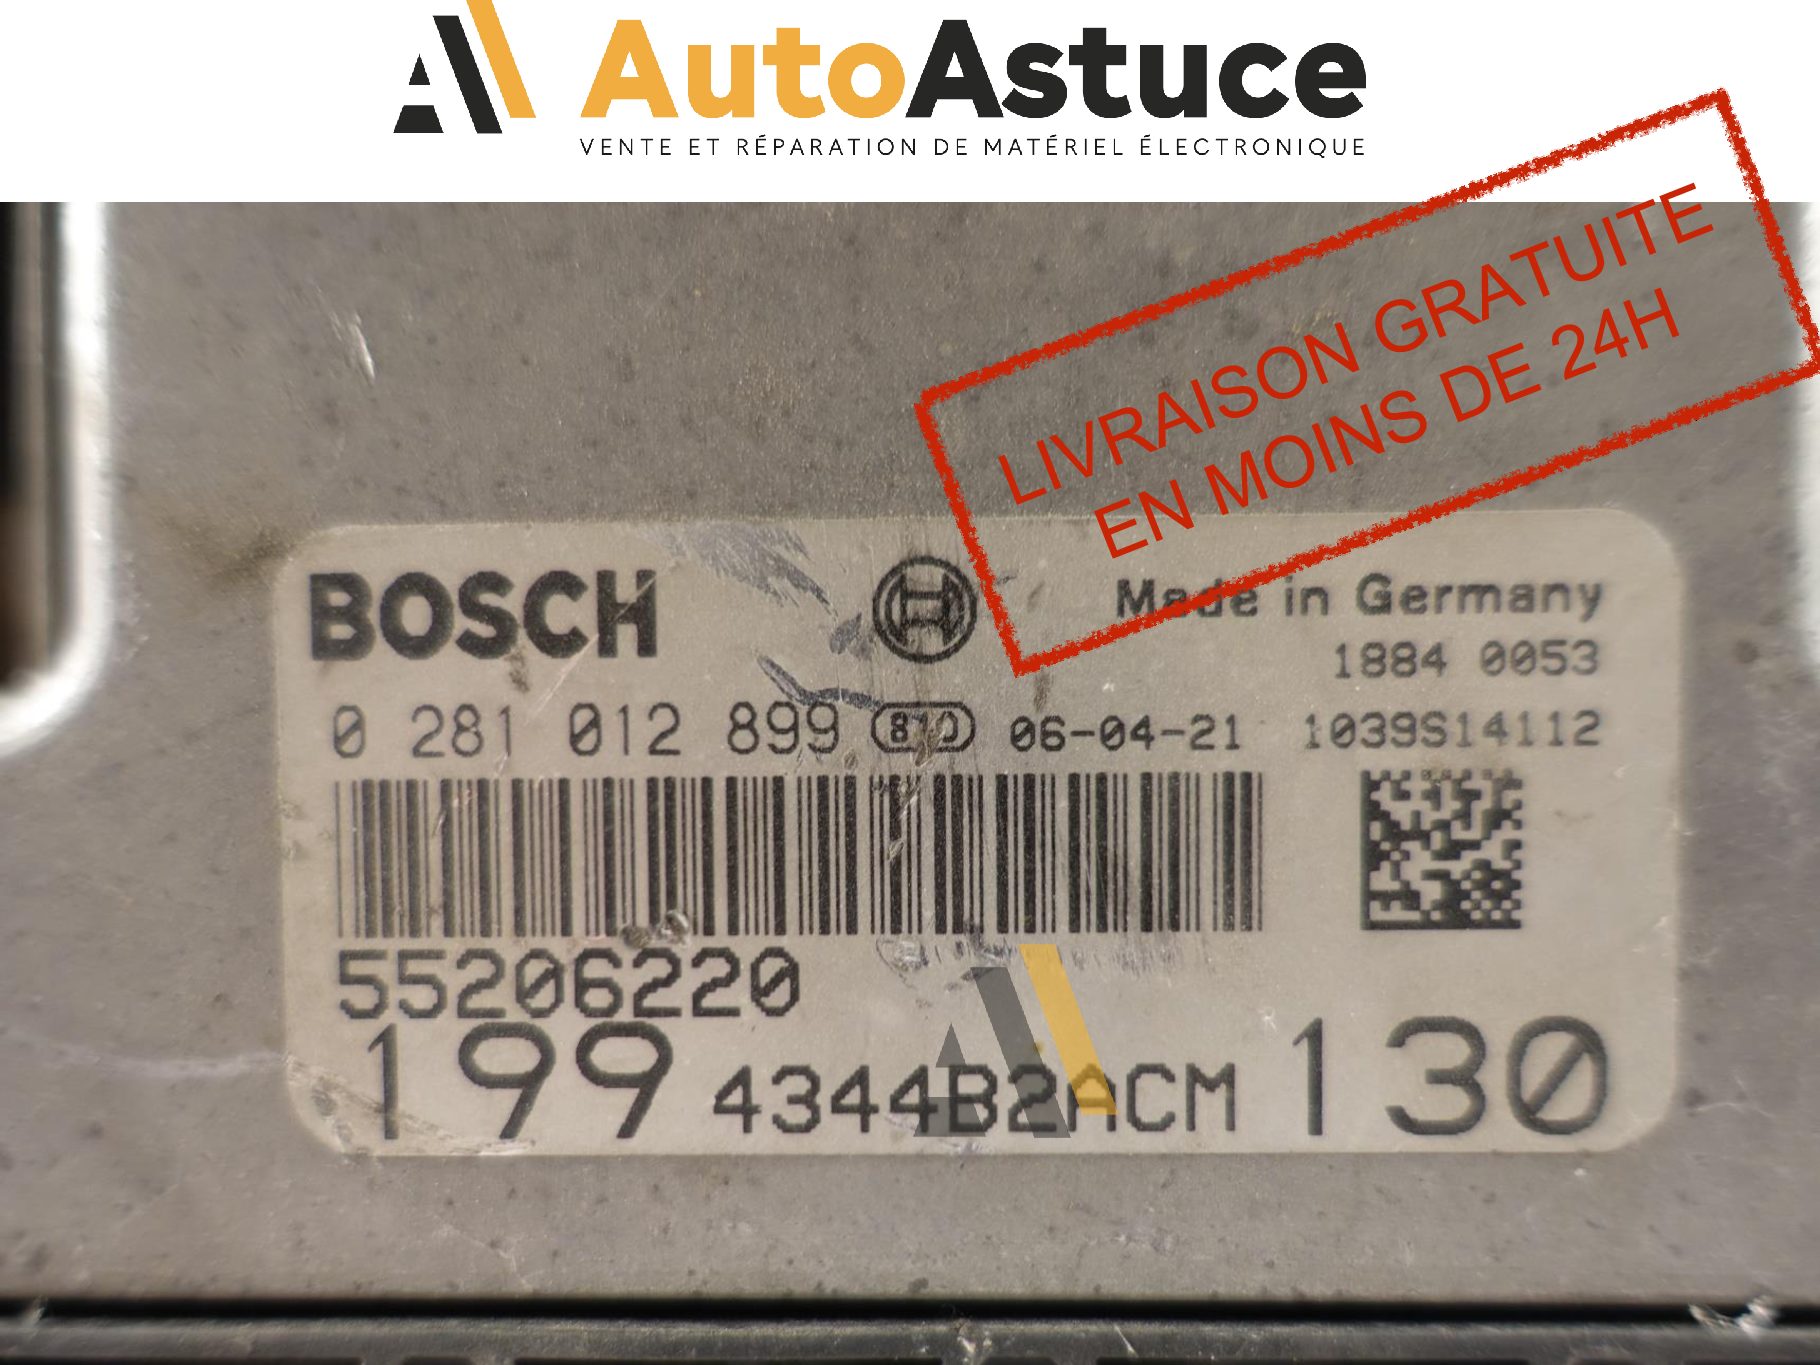 AutoAstuce
VENTE ET RÉPARATION DE MATÉRIEL ÉLECTRONIQUE
LIVRAISON GRATUITE
EN MOINS DE 24H
BOSCH
Made in Germany
1884 0053
0 281 012 899 810 06-04-21 1039S14112
55206220
199 4344B2ACM 130